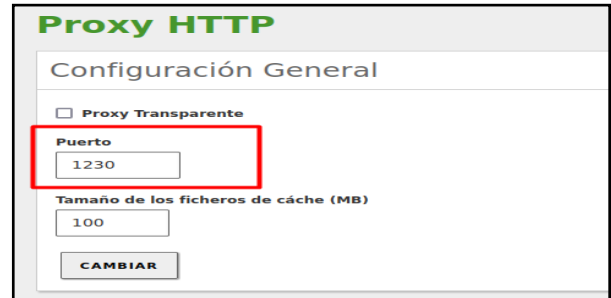 Proxy HTTP
Configuración General
Proxy Transparente
Puerto
1230
Tamaño de los ficheros de cáche (MB)
100
CAMBIAR